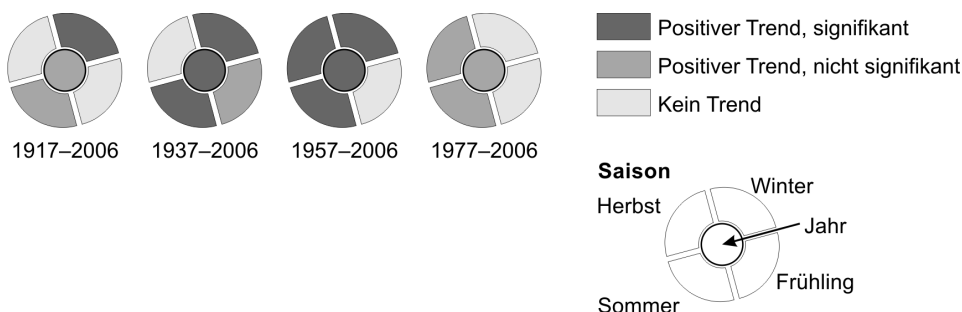 1917–2006
1937–2006
1957–2006
1977–2006
Positiver Trend, signifikant
Positiver Trend, nicht signifikant
Kein Trend
Saison
Herbst
Winter
Jahr
Frühling
Sommer